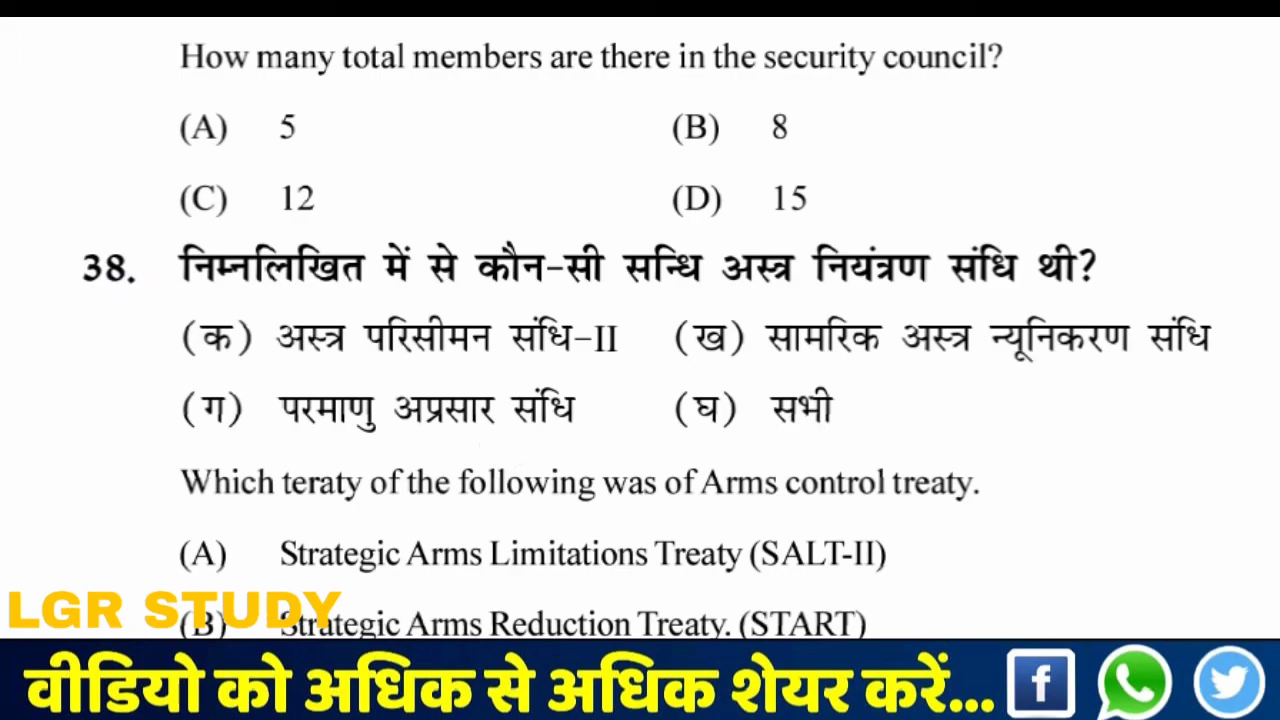 How many total members are there in the security council?
(A) 5 (B) 8
(C) 12 (D) 15
38. निम्नलिखित में से कौन-सी सन्धि अस्त्र नियंत्रण संधि थी?
(क) अस्त्र परिसीमन संधि-II (ख) सामरिक अस्त्र न्यूनिकरण संधि
(ग) परमाणु अप्रसार संधि (घ) सभी
Which teraty of the following was of Arms control treaty.
(A) Strategic Arms Limitations Treaty (SALT-II)
LGR STUDY
(B) Strategic Arms Reduction Treaty. (START)
वीडियो को अधिक से अधिक शेयर करें...